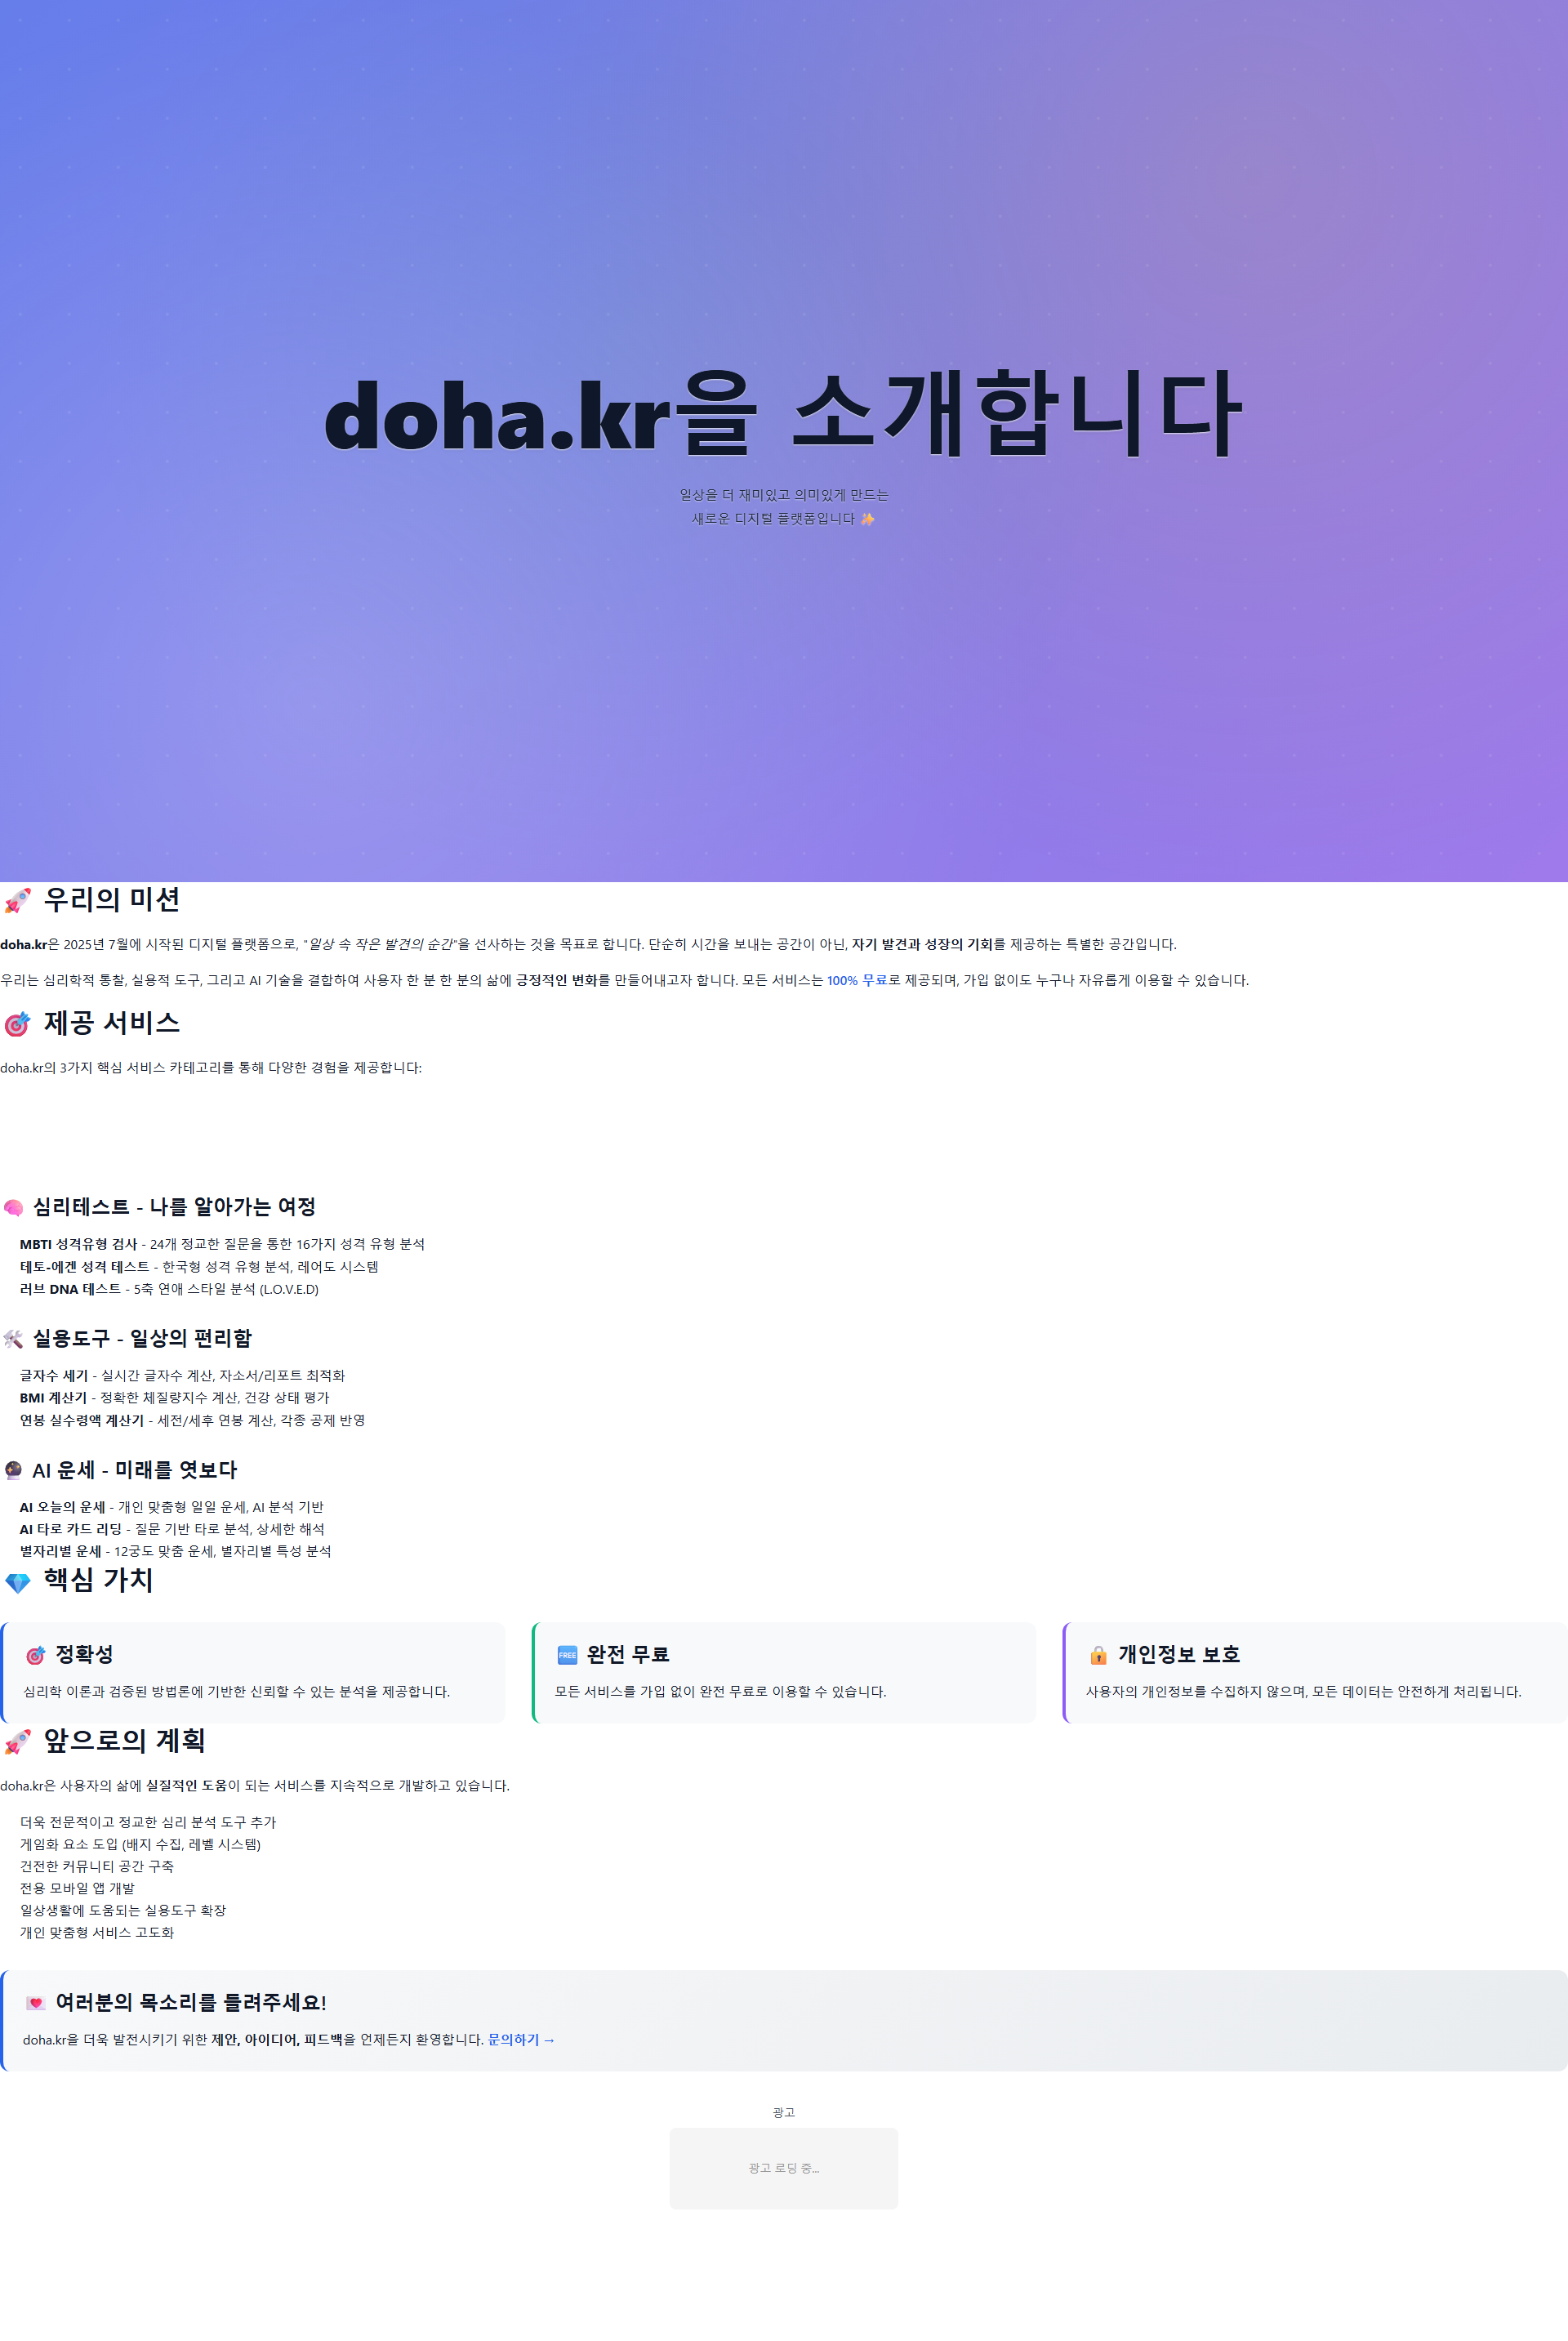 doha.kr을 소개합니다
일상을 더 재미있고 의미있게 만드는
새로운 디지털 플랫폼입니다 ✨
🚀 우리의 미션
doha.kr은 2025년 7월에 시작된 디지털 플랫폼으로, "일상 속 작은 발견의 순간"을 선사하는 것을 목표로 합니다. 단순히 시간을 보내는 공간이 아닌, 자기 발견과 성장의 기회를 제공하는 특별한 공간입니다.
우리는 심리학적 통찰, 실용적 도구, 그리고 AI 기술을 결합하여 사용자 한 분 한 분의 삶에 긍정적인 변화를 만들어내고자 합니다. 모든 서비스는 100% 무료로 제공되며, 가입 없이도 누구나 자유롭게 이용할 수 있습니다.
🎯 제공 서비스
doha.kr의 3가지 핵심 서비스 카테고리를 통해 다양한 경험을 제공합니다:
🧠 심리테스트 - 나를 알아가는 여정
MBTI 성격유형 검사 - 24개 정교한 질문을 통한 16가지 성격 유형 분석
테토-에겐 성격 테스트 - 한국형 성격 유형 분석, 레어도 시스템
러브 DNA 테스트 - 5축 연애 스타일 분석 (L.O.V.E.D)
🛠️ 실용도구 - 일상의 편리함
글자수 세기 - 실시간 글자수 계산, 자소서/리포트 최적화
BMI 계산기 - 정확한 체질량지수 계산, 건강 상태 평가
연봉 실수령액 계산기 - 세전/세후 연봉 계산, 각종 공제 반영
🔮 AI 운세 - 미래를 엿보다
AI 오늘의 운세 - 개인 맞춤형 일일 운세, AI 분석 기반
AI 타로 카드 리딩 - 질문 기반 타로 분석, 상세한 해석
별자리별 운세 - 12궁도 맞춤 운세, 별자리별 특성 분석
💎 핵심 가치
🎯 정확성
심리학 이론과 검증된 방법론에 기반한 신뢰할 수 있는 분석을 제공합니다.
🆓 완전 무료
모든 서비스를 가입 없이 완전 무료로 이용할 수 있습니다.
🔒 개인정보 보호
사용자의 개인정보를 수집하지 않으며, 모든 데이터는 안전하게 처리됩니다.
🚀 앞으로의 계획
doha.kr은 사용자의 삶에 실질적인 도움이 되는 서비스를 지속적으로 개발하고 있습니다.
더욱 전문적이고 정교한 심리 분석 도구 추가
게임화 요소 도입 (배지 수집, 레벨 시스템)
건전한 커뮤니티 공간 구축
전용 모바일 앱 개발
일상생활에 도움되는 실용도구 확장
개인 맞춤형 서비스 고도화
💌 여러분의 목소리를 들려주세요!
doha.kr을 더욱 발전시키기 위한 제안, 아이디어, 피드백을 언제든지 환영합니다. 문의하기 →
광고
광고 로딩 중...